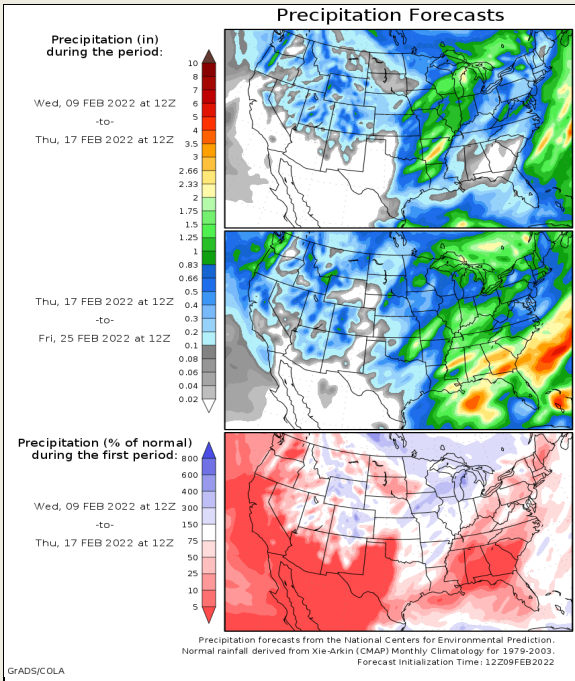 Precipitation Forecasts
Precipitation (in)
during the period:
Wed, 09 FEB 2022 at 12Z
-to-
Thu, 17 FEB 2022 at 12Z
10
8
7
6
5
4
3.5
3
2.66
2.33
2
1.75
1.5
1.25
1
0.83
0.66
0.5
0.4
0.3
0.2
0.1
0.08
0.06
0.04
0.02
Thu, 17 FEB 2022 at 12Z
-to-
Fri, 25 FEB 2022 at 12Z
Precipitation (% of normal)
during the first period:
Wed, 09 FEB 2022 at 12Z
-to-
Thu, 17 FEB 2022 at 12Z
800
600
400
300
150
75
50
25
10
5
Precipitation forecasts from the National Centers for Environmental Prediction.
Normal rainfall derived from Xie-Arkin (CMAP) Monthly Climatology for 1979-2003.
Forecast Initialization Time: 12Z09FEB2022
GrADS/COLA